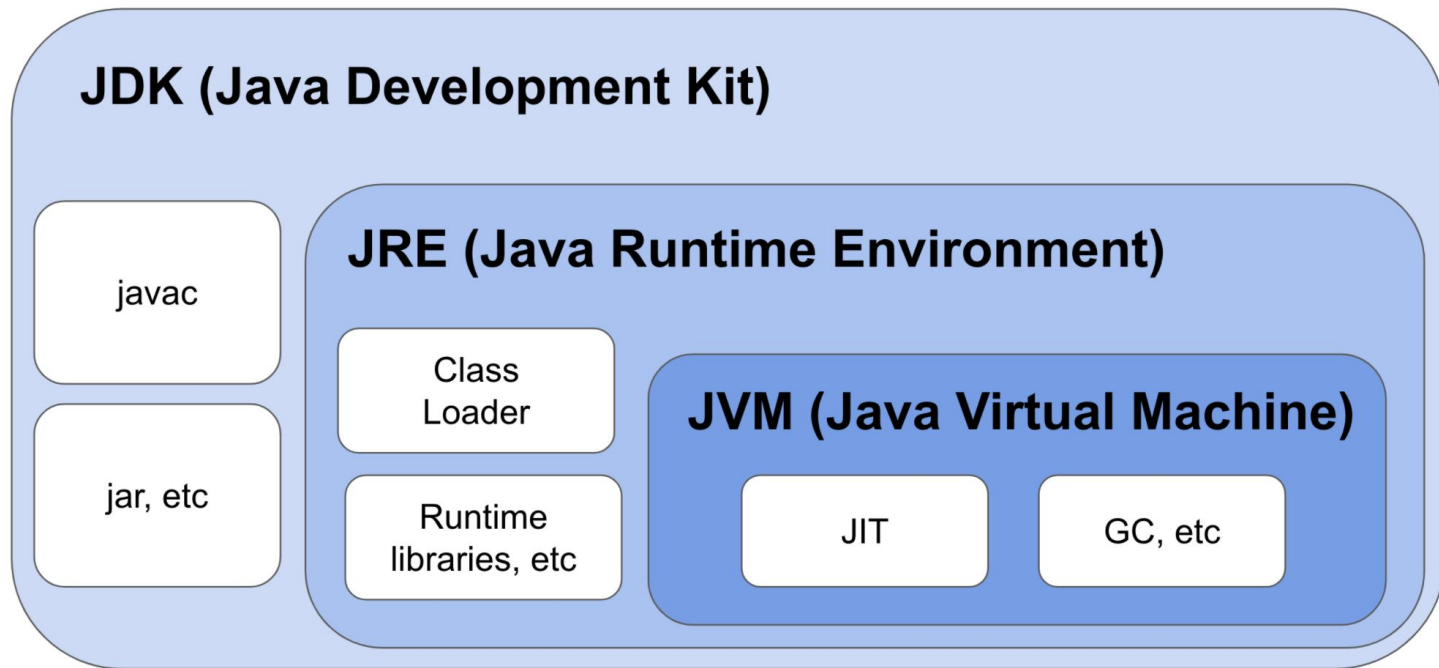 JDK (Java Development Kit)
JRE (Java Runtime Environment)
javac
Class
Loader
JVM (Java Virtual Machine)
jar, etc
Runtime
libraries, etc
JIT
GC, etc